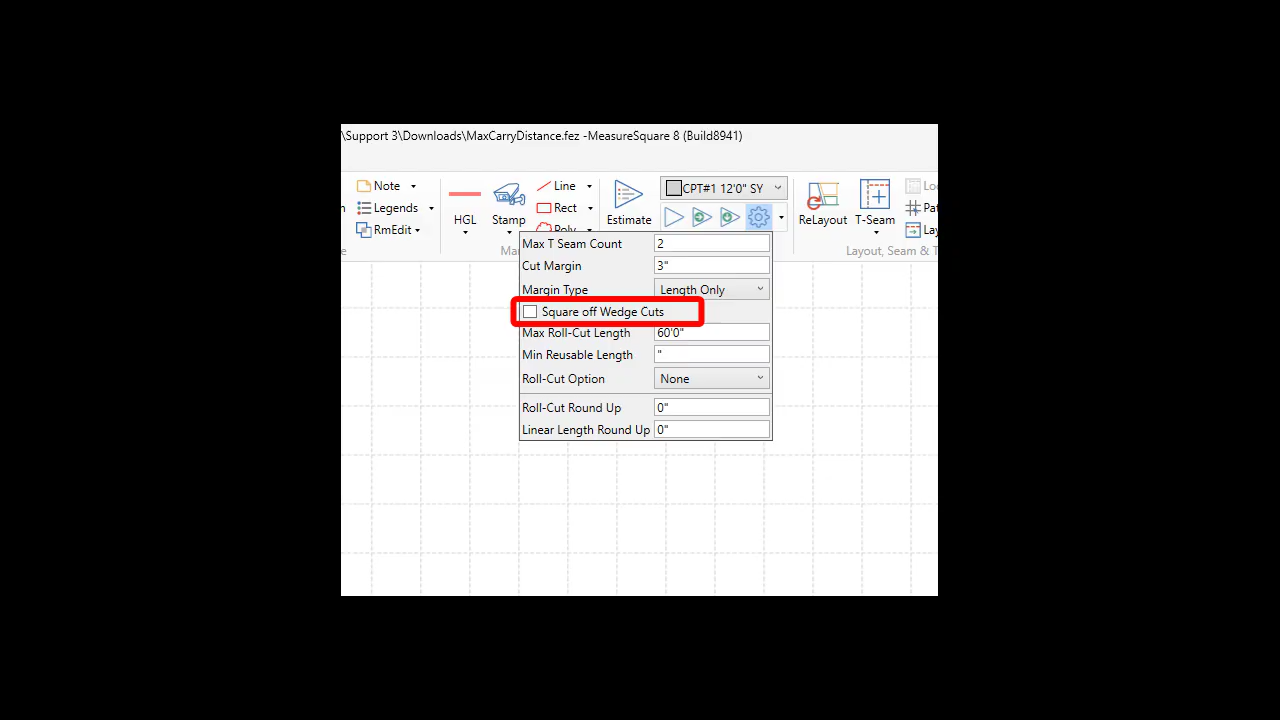 \Support 3\Downloads\MaxCarryDistance.fez -MeasureSquare 8 (Build8941)
Note
Legends
RmEdit
HGL
Stamp
Line
Rect
Poly
Estimate
CPT#1 12'0" SY
ReLayout
T-Seam
Layout, Seam & T
Max T Seam Count 2
Cut Margin 3"
Margin Type Length Only
Square off Wedge Cuts
Max Roll-Cut Length 60'0"
Min Reusable Length "
Roll-Cut Option None
Roll-Cut Round Up 0"
Linear Length Round Up 0"